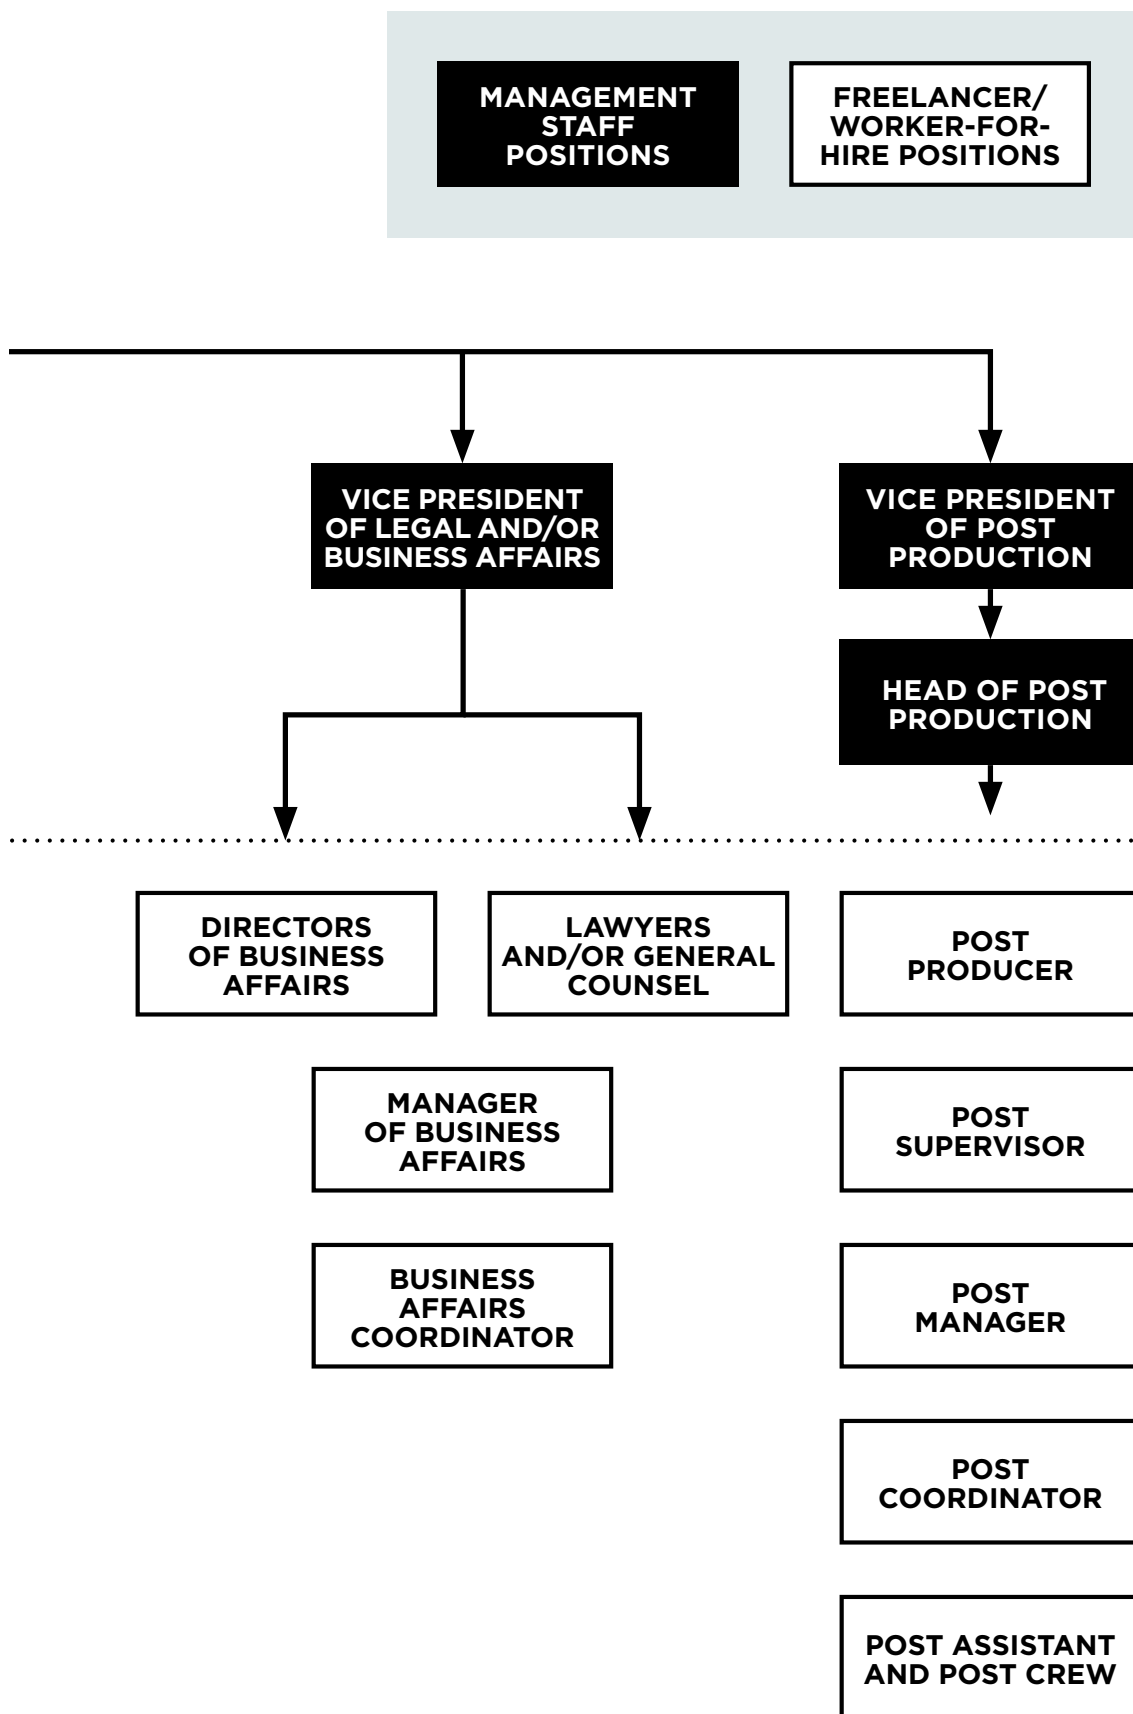 MANAGEMENT
STAFF
POSITIONS
FREELANCER/
WORKER-FOR-
HIRE POSITIONS
VICE PRESIDENT
OF LEGAL AND/OR
BUSINESS AFFAIRS
VICE PRESIDENT
OF POST
PRODUCTION
HEAD OF POST
PRODUCTION
DIRECTORS
OF BUSINESS
AFFAIRS
LAWYERS
AND/OR GENERAL
COUNSEL
POST
PRODUCER
MANAGER
OF BUSINESS
AFFAIRS
POST
SUPERVISOR
BUSINESS
AFFAIRS
COORDINATOR
POST
MANAGER
POST
COORDINATOR
POST ASSISTANT
AND POST CREW